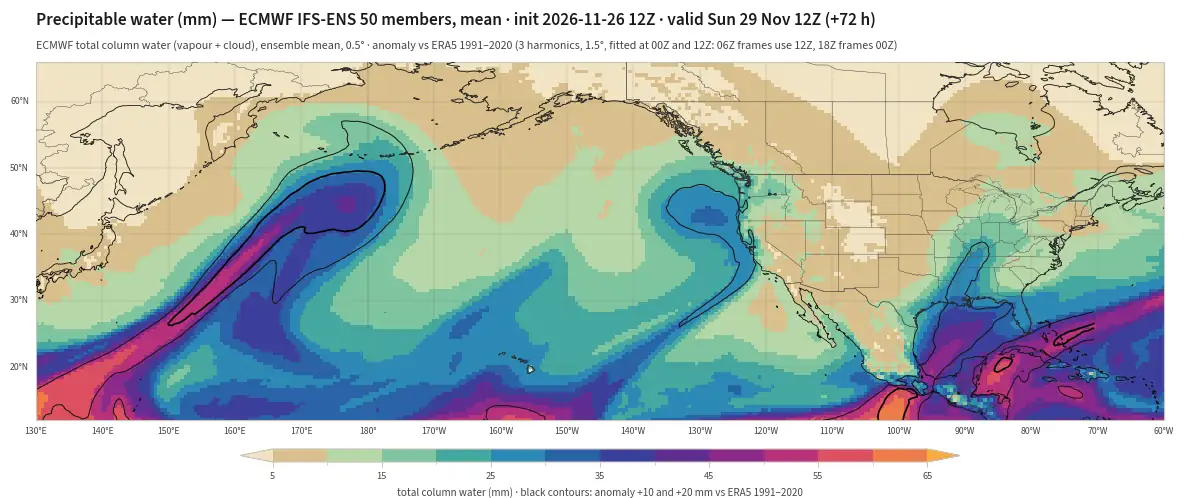 Precipitable water (mm) — ECMWF IFS-ENS 50 members, mean · init 2026-11-26 12Z · valid Sun 29 Nov 12Z (+72 h)
ECMWF total column water (vapour + cloud), ensemble mean, 0.5° · anomaly vs ERA5 1991–2020 (3 harmonics, 1.5°, fitted at 00Z and 12Z: 06Z frames use 12Z, 18Z frames 00Z)
60°N
50°N
40°N
30°N
20°N
130°E 140°E 150°E 160°E 170°E 180° 170°W 160°W 150°W 140°W 130°W 120°W 110°W 100°W 90°W 80°W 70°W 60°W
5 15 25 35 45 55 65
total column water (mm) · black contours: anomaly +10 and +20 mm vs ERA5 1991–2020